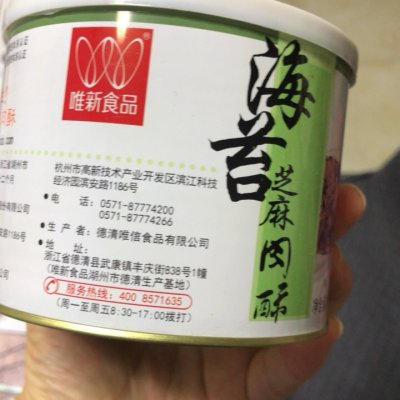 唯新食品
海苔
芝麻肉酥
杭州市高新技术产业开发区滨江科技
经济园滨安路1186号
电 话: 0571-87774200
0571-87774266
生 产 者: 德清唯信食品有限公司
地 址:
浙江省德清县武康镇丰庆街838号1幢
(唯新食品湖州市德清生产基地)
服务热线: 400 8571635
(周一至周五8:30-17:00拨打)